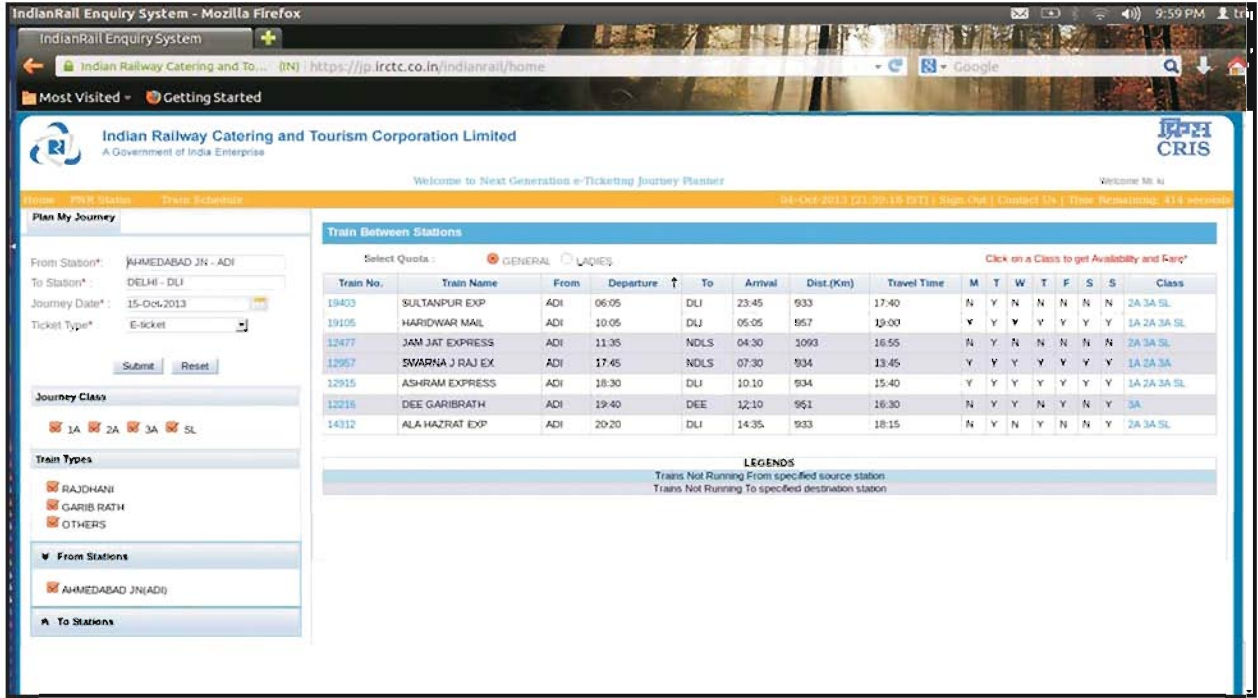 IndianRail Enquiry System - Mozilla Firefox 9:59 PM
IndianRail Enquiry System
Indian Railway Catering and To... (IN) https://jp.irctc.co.in/indianrail/home Google
Most Visited Getting Started
Indian Railway Catering and Tourism Corporation Limited
A Government of India Enterprise
क्रिस
CRIS
Welcome to Next Generation e-Ticketing Journey Planner
Home PNR Status Train Schedule | Sign Out | Contact Us | Time Remaining: 414 seconds
Plan My Journey
From Station*: AHMEDABAD JN - ADI
To Station* : DELHI - DLI
Journey Date* : 15-Oct-2013
Ticket Type* E-ticket
Submit Reset
Journey Class
1A 2A 3A SL
Train Types
RAJDHANI
GARIB RATH
OTHERS
From Stations
AHMEDABAD JN(ADI)
To Stations
Train Between Stations
Select Quota : GENERAL LADIES Click on a Class to get Availability and Fare*
Train No. Train Name From Departure ↑ To Arrival Dist.(Km) Travel Time M T W T F S S Class
19403 SULTANPUR EXP ADI 06:05 DLI 23:45 933 17:40 N Y N N N N N 2A 3A SL
19105 HARIDWAR MAIL ADI 10:05 DLI 05:05 957 19:00 Y Y Y Y Y Y Y 1A 2A 3A SL
12477 JAM JAT EXPRESS ADI 11:35 NDLS 04:30 1093 16:55 N Y N N N N N 2A 3A SL
12957 SWARNA J RAJ EX ADI 17:45 NDLS 07:30 934 13:45 Y Y Y Y Y Y Y 1A 2A 3A
12915 ASHRAM EXPRESS ADI 18:30 DLI 10:10 934 15:40 Y Y Y Y Y Y Y 1A 2A 3A SL
12216 DEE GARIBRATH ADI 19:40 DEE 12:10 951 16:30 N Y Y N Y N Y 3A
14312 ALA HAZRAT EXP ADI 20:20 DLI 14:35 933 18:15 N Y N Y N N Y 2A 3A SL
LEGENDS
Trains Not Running From specified source station
Trains Not Running To specified destination station